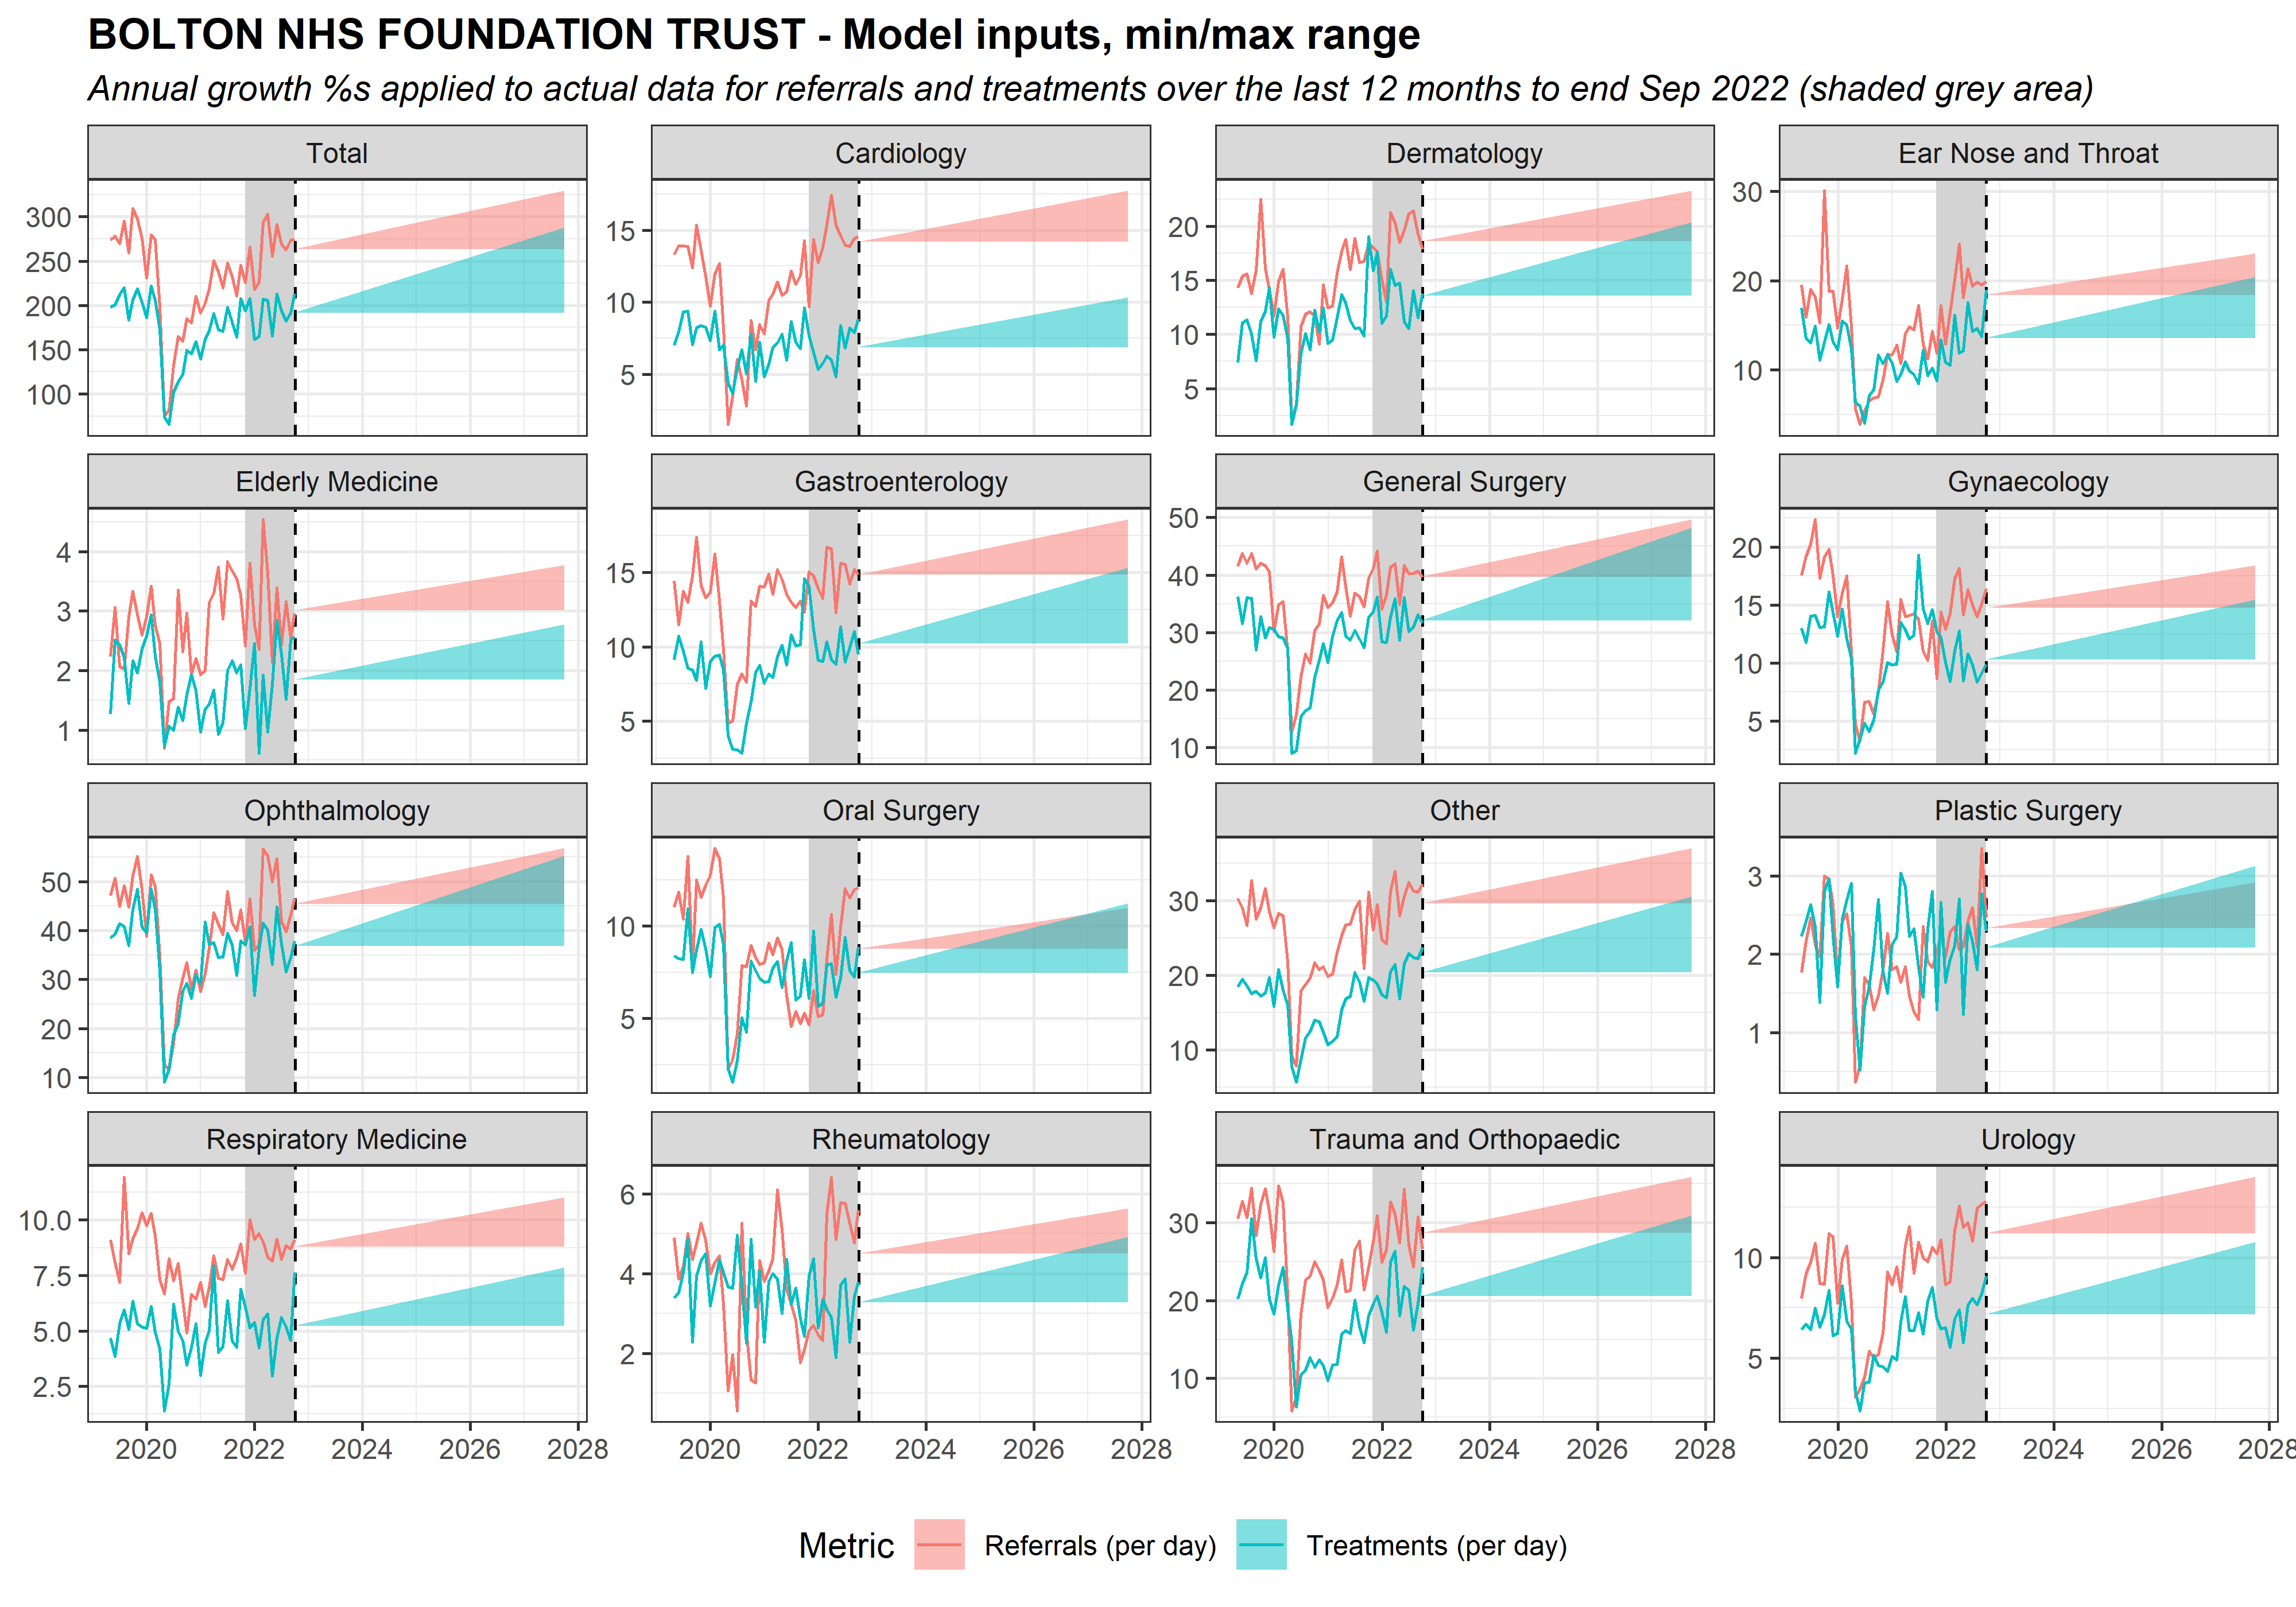 BOLTON NHS FOUNDATION TRUST - Model inputs, min/max range
Annual growth %s applied to actual data for referrals and treatments over the last 12 months to end Sep 2022 (shaded grey area)
Total
Cardiology
Dermatology
Ear Nose and Throat
300
250
200
150
100
15
10
5
20
15
10
5
30
20
10
Elderly Medicine
Gastroenterology
General Surgery
Gynaecology
4
3
2
1
15
10
5
50
40
30
20
10
20
15
10
5
Ophthalmology
Oral Surgery
Other
Plastic Surgery
50
40
30
20
10
10
5
30
20
10
3
2
1
Respiratory Medicine
Rheumatology
Trauma and Orthopaedic
Urology
10.0
7.5
5.0
2.5
6
4
2
30
20
10
10
5
2020 2022 2024 2026 2028
2020 2022 2024 2026 2028
2020 2022 2024 2026 2028
2020 2022 2024 2026 2028
Metric Referrals (per day) Treatments (per day)